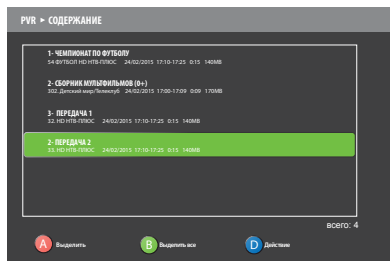 PVR ► СОДЕРЖАНИЕ
1- ЧЕМПИОНАТ ПО ФУТБОЛУ
54 ФУТБОЛ HD НТВ-ПЛЮС 24/02/2015 17:10-17:25 0:15 140MB
2- СБОРНИК МУЛЬТФИЛЬМОВ (0+)
302. Детский мир/Телеклуб 24/02/2015 17:00-17:09 0:09 170MB
3- ПЕРЕДАЧА 1
32. HD НТВ-ПЛЮС 24/02/2015 17:10-17:25 0:15 140MB
2- ПЕРЕДАЧА 2
33. HD НТВ-ПЛЮС 24/02/2015 17:10-17:25 0:15 140MB
всего: 4
A Выделить B Выделить все D Действие